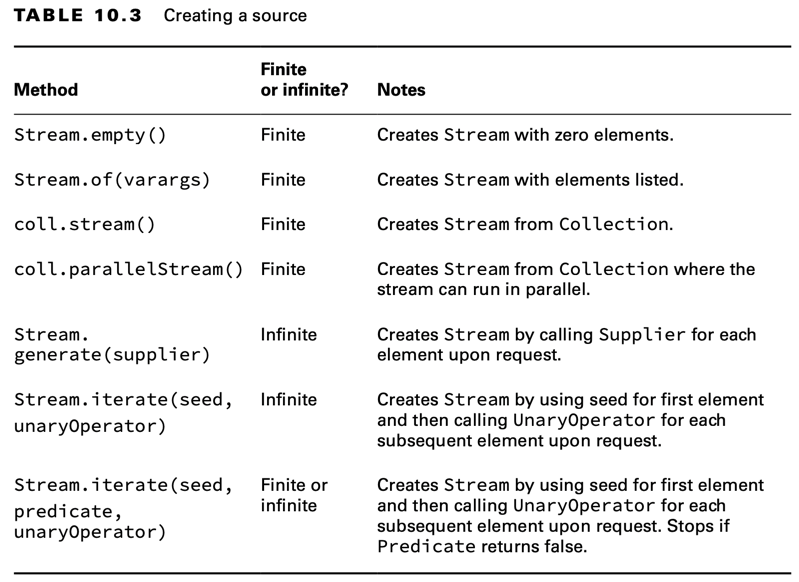 TABLE 10.3 Creating a source
Finite
Method or infinite? Notes
Stream.empty() Finite Creates Stream with zero elements.
Stream.of(varargs) Finite Creates Stream with elements listed.
coll.stream() Finite Creates Stream from Collection.
coll.parallelStream() Finite Creates Stream from Collection where the
stream can run in parallel.
Stream. Infinite Creates Stream by calling Supplier for each
generate(supplier) element upon request.
Stream.iterate(seed, Infinite Creates Stream by using seed for first element
unaryOperator) and then calling UnaryOperator for each
subsequent element upon request.
Stream.iterate(seed, Finite or Creates Stream by using seed for first element
predicate, infinite and then calling UnaryOperator for each
unaryOperator) subsequent element upon request. Stops if
Predicate returns false.